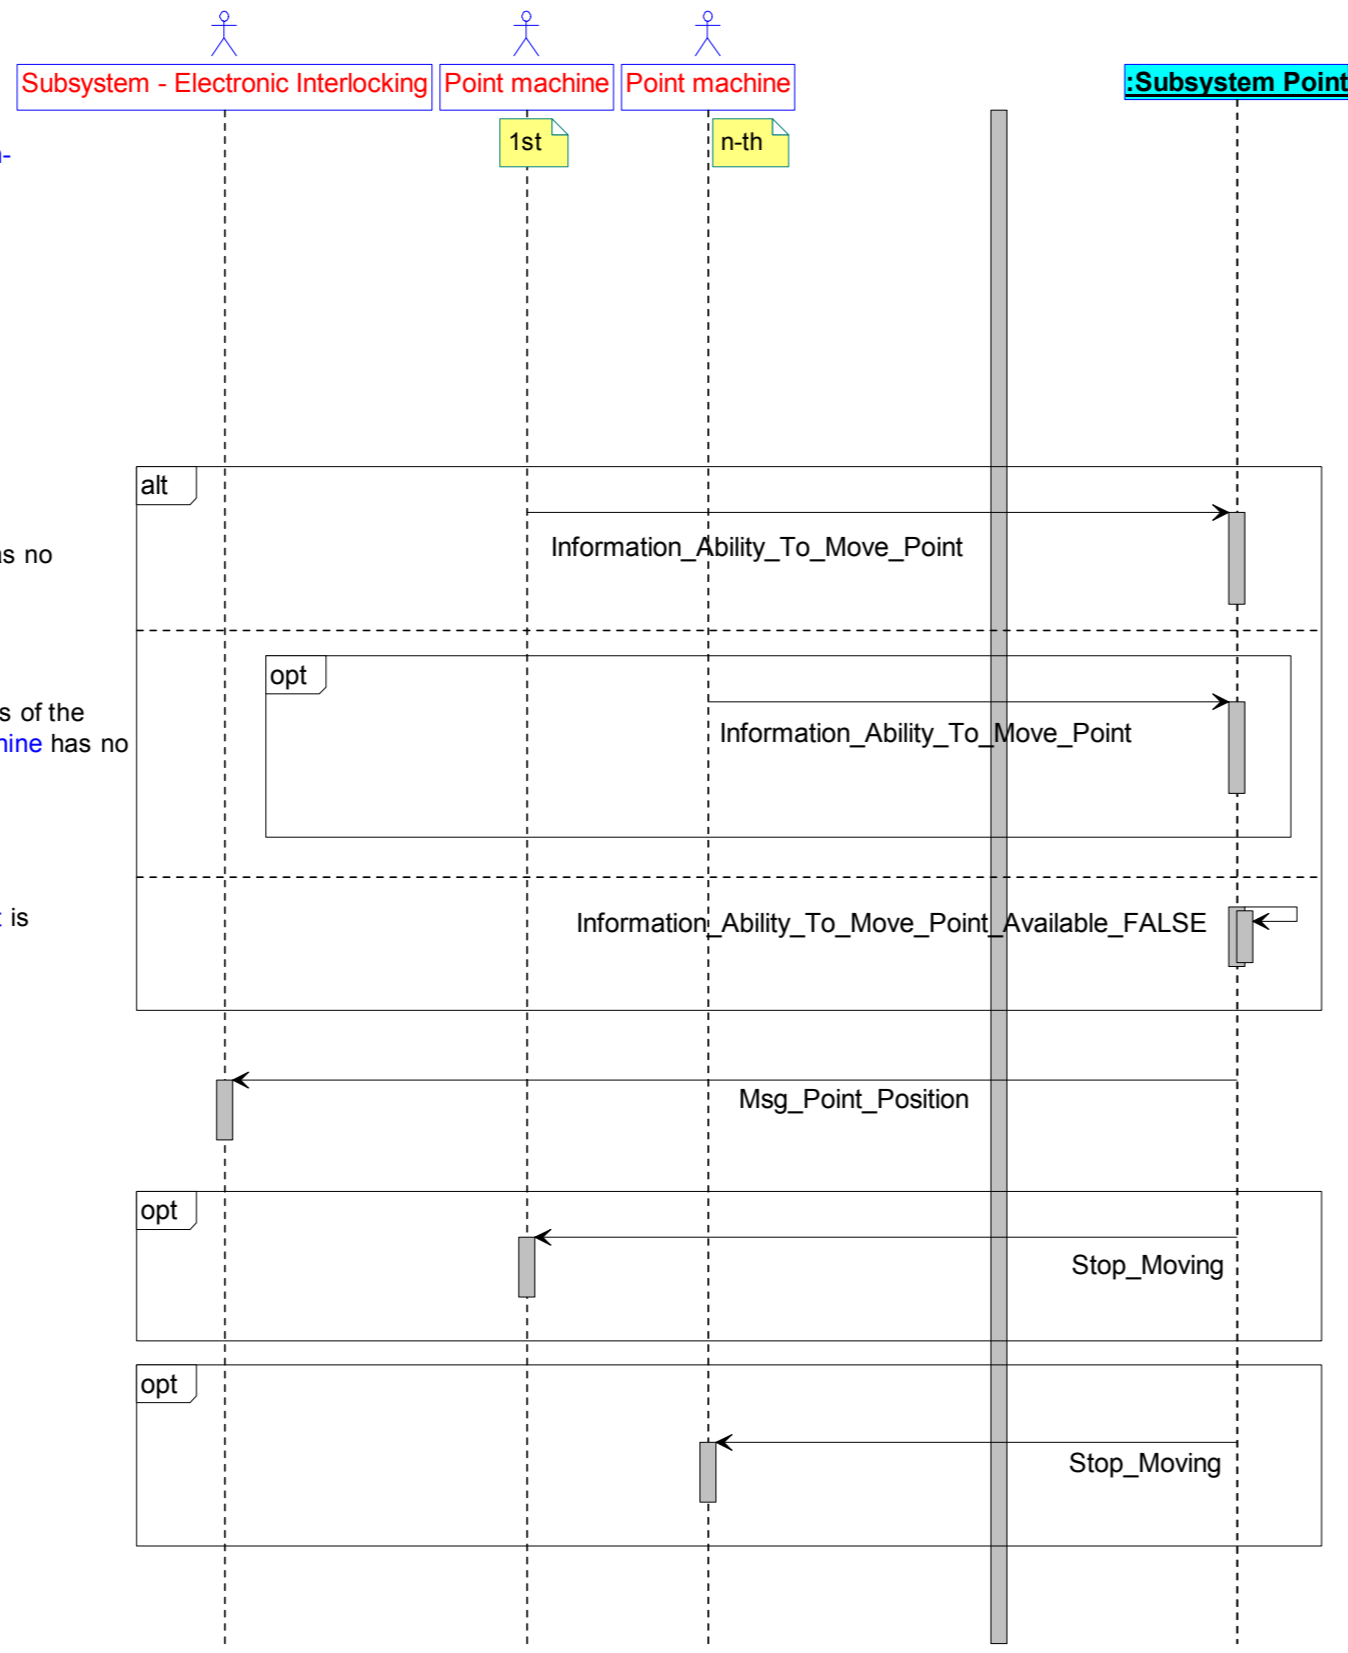 Subsystem - Electronic Interlocking
Point machine
Point machine
:Subsystem Point
1st
n-th
alt
Information_Ability_To_Move_Point
no
opt
s of the
Information_Ability_To_Move_Point
has no
Information_Ability_To_Move_Point_Available_FALSE
is
Msg_Point_Position
opt
Stop_Moving
opt
Stop_Moving